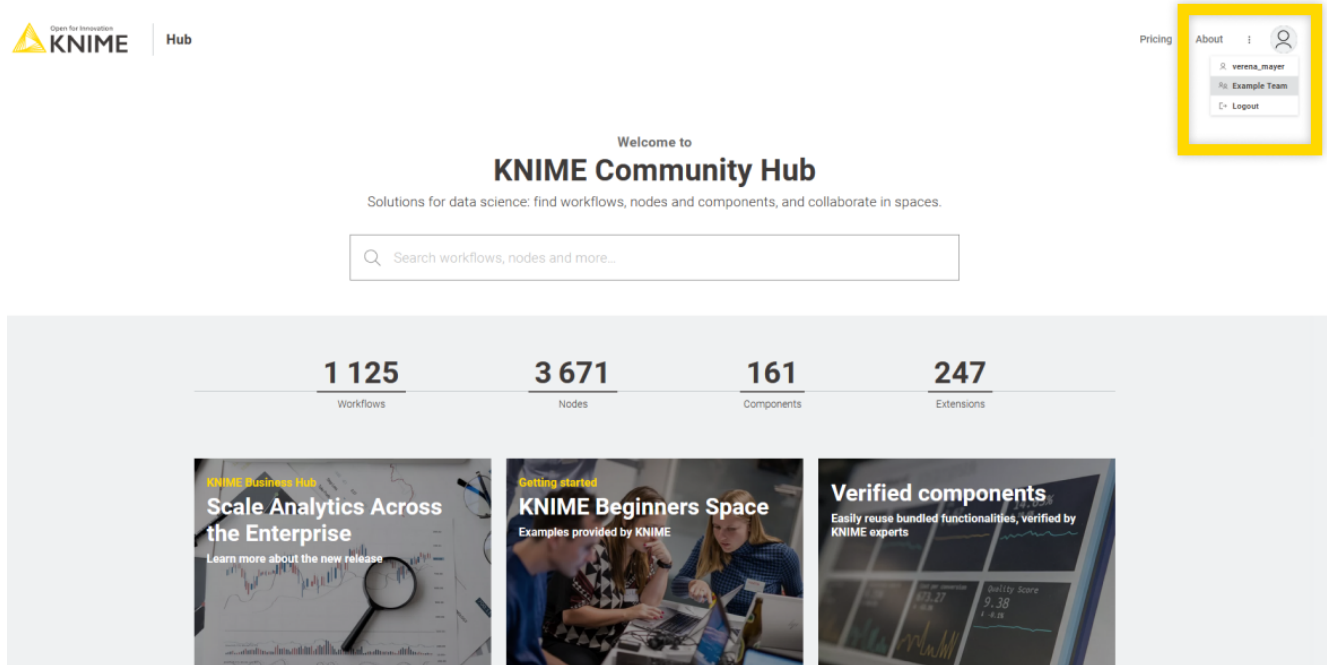 Open for Innovation
KNIME
Hub
Pricing
About
verena_mayer
Example Team
Logout
Welcome to
KNIME Community Hub
Solutions for data science: find workflows, nodes and components, and collaborate in spaces.
Search workflows, nodes and more...
1 125
3 671
161
247
Workflows
Nodes
Components
Extensions
KNIME Business Hub
Scale Analytics Across
the Enterprise
Learn more about the new release
Getting started
KNIME Beginners Space
Examples provided by KNIME
Verified components
Easily reuse bundled functionalities, verified by
KNIME experts
673.27
Quality Score
9.38